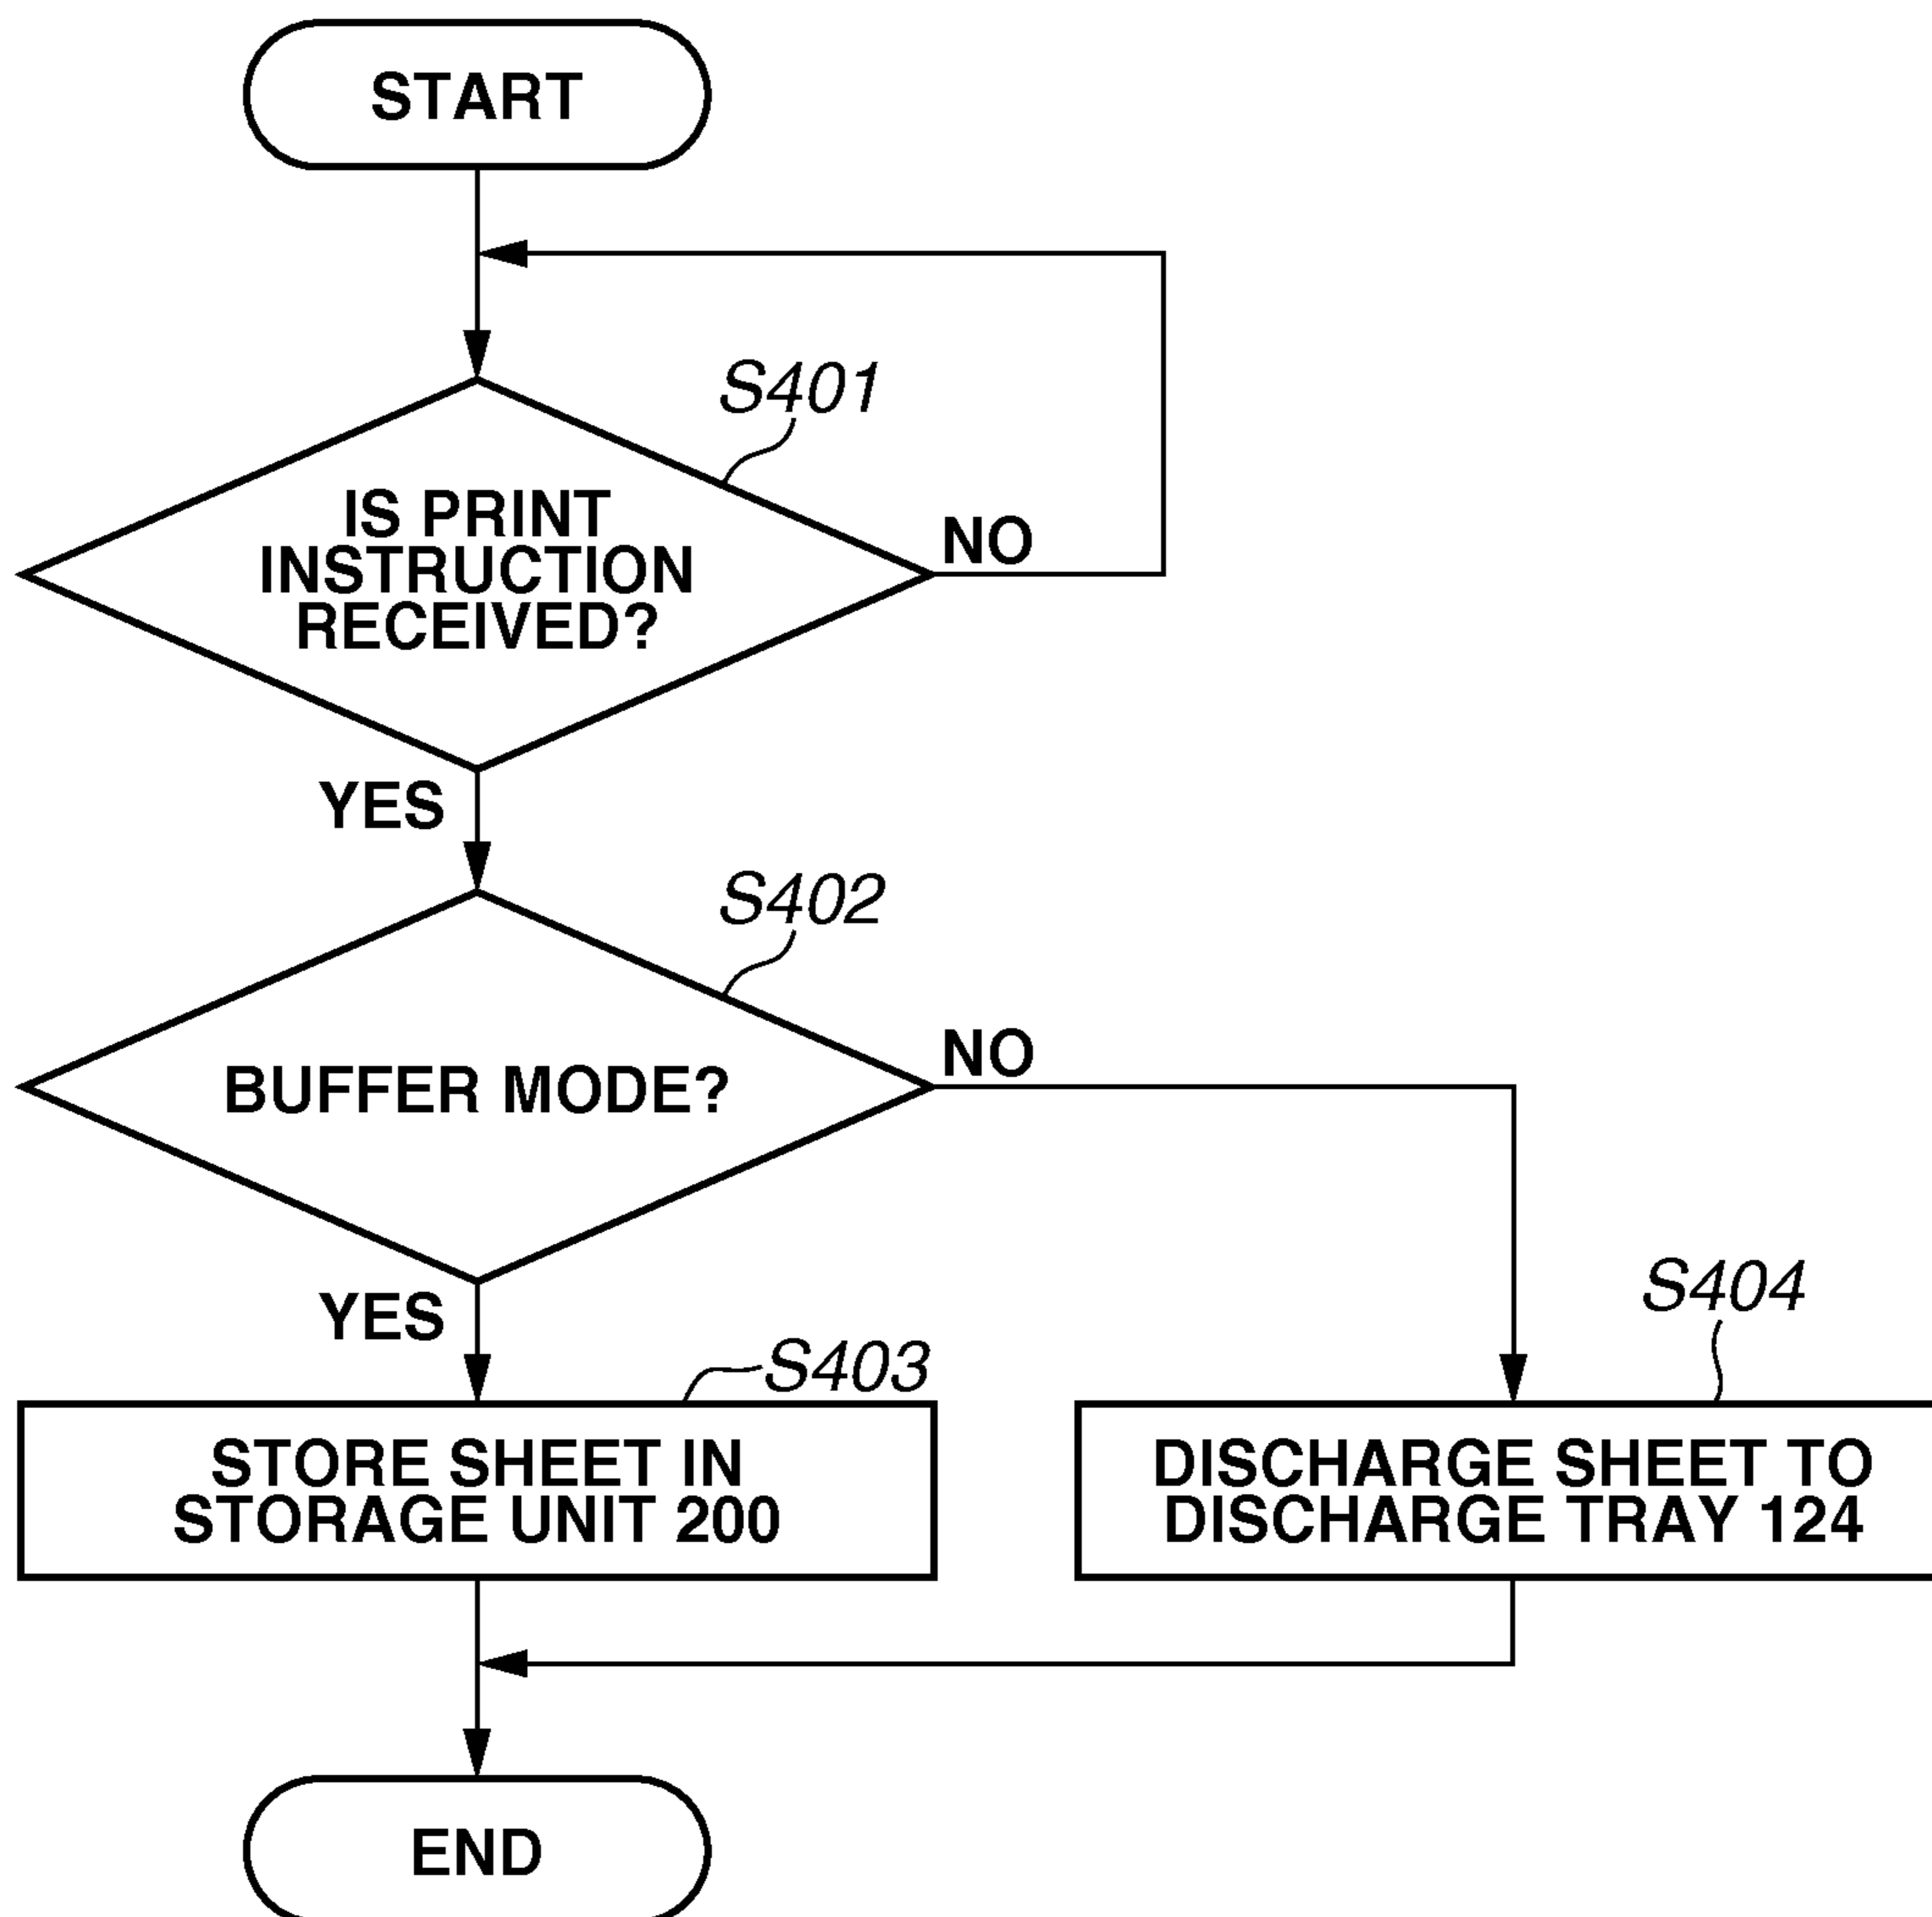 START
S401
IS PRINT
INSTRUCTION
RECEIVED?
NO
YES
S402
BUFFER MODE?
NO
YES
S403
STORE SHEET IN
STORAGE UNIT 200
S404
DISCHARGE SHEET TO
DISCHARGE TRAY 124
END